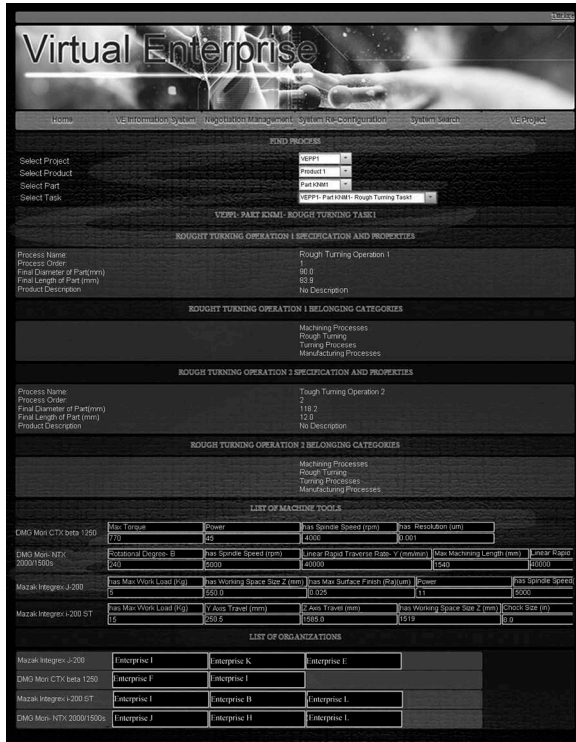 Virtual Enterprise
Home VE Information System Negotiation Management System Re-Configuration System Search VE Project
FIND PROCESS
Select Project VEPP1
Select Product Product 1
Select Part Part KNM1
Select Task VEPP1- Part KNM1- Rough Turning Task1
VEPP1- PART KNM1- ROUGH TURNING TASK1
ROUGHT TURNING OPERATION 1 SPECIFICATION AND PROPERTIES
Process Name: Rough Turning Operation 1
Process Order: 1
Final Diameter of Part(mm) 90.0
Final Length of Part (mm) 83.9
Product Description No Description
ROUGHT TURNING OPERATION 1 BELONGING CATEGORIES
Machining Processes
Rough Turning
Turning Proceses
Manufacturing Processes
ROUGH TURNING OPERATION 2 SPECIFICATION AND PROPERTIES
Process Name: Tough Turning Operation 2
Process Order: 2
Final Diameter of Part(mm) 118.2
Final Length of Part (mm) 12.0
Product Description No Description
ROUGH TURNING OPERATION 2 BELONGING CATEGORIES
Machining Processes
Rough Turning
Turning Processes
Manufacturing Processes
LIST OF MACHINE TOOLS
Max Torque Power has Spindle Speed (rpm) has Resolution (um)
DMG Mori CTX beta 1250
770 45 4000 0.001
DMG Mori- NTX Rotational Degree- B has Spindle Speed (rpm) Linear Rapid Traverse Rate- Y (mm/min) Max Machining Length (mm) Linear Rapid
2000/1500s 240 5000 40000 1540 40000
Mazak Integrex J-200 has Max Work Load (Kg) has Working Space Size Z (mm) has Max Surface Finish (Ra)(um) Power has Spindle Speed(
5 550.0 0.025 11 5000
Mazak Integrex i-200 ST has Max Work Load (Kg) Y Axis Travel (mm) Z Axis Travel (mm) has Working Space Size Z (mm) Chock Size (in)
15 250.5 1585.0 1519 8.0
LIST OF ORGANIZATIONS
Mazak Integrex J-200 Enterprise I Enterprise K Enterprise E
DMG Mori CTX beta 1250 Enterprise F Enterprise I
Mazak Integrex i-200 ST Enterprise I Enterprise B Enterprise L
DMG Mori- NTX 2000/1500s Enterprise J Enterprise H Enterprise L